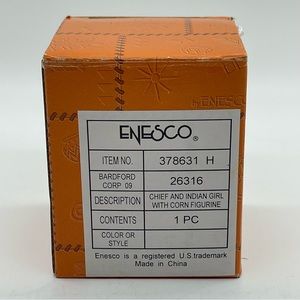 ENESCO
ENESCO®
ITEM NO. 378631 H
BARDFORD CORP. 09 26316
DESCRIPTION CHIEF AND INDIAN GIRL WITH CORN FIGURINE
CONTENTS 1 PC
COLOR OR STYLE
Enesco is a registered U.S. trademark
Made in China